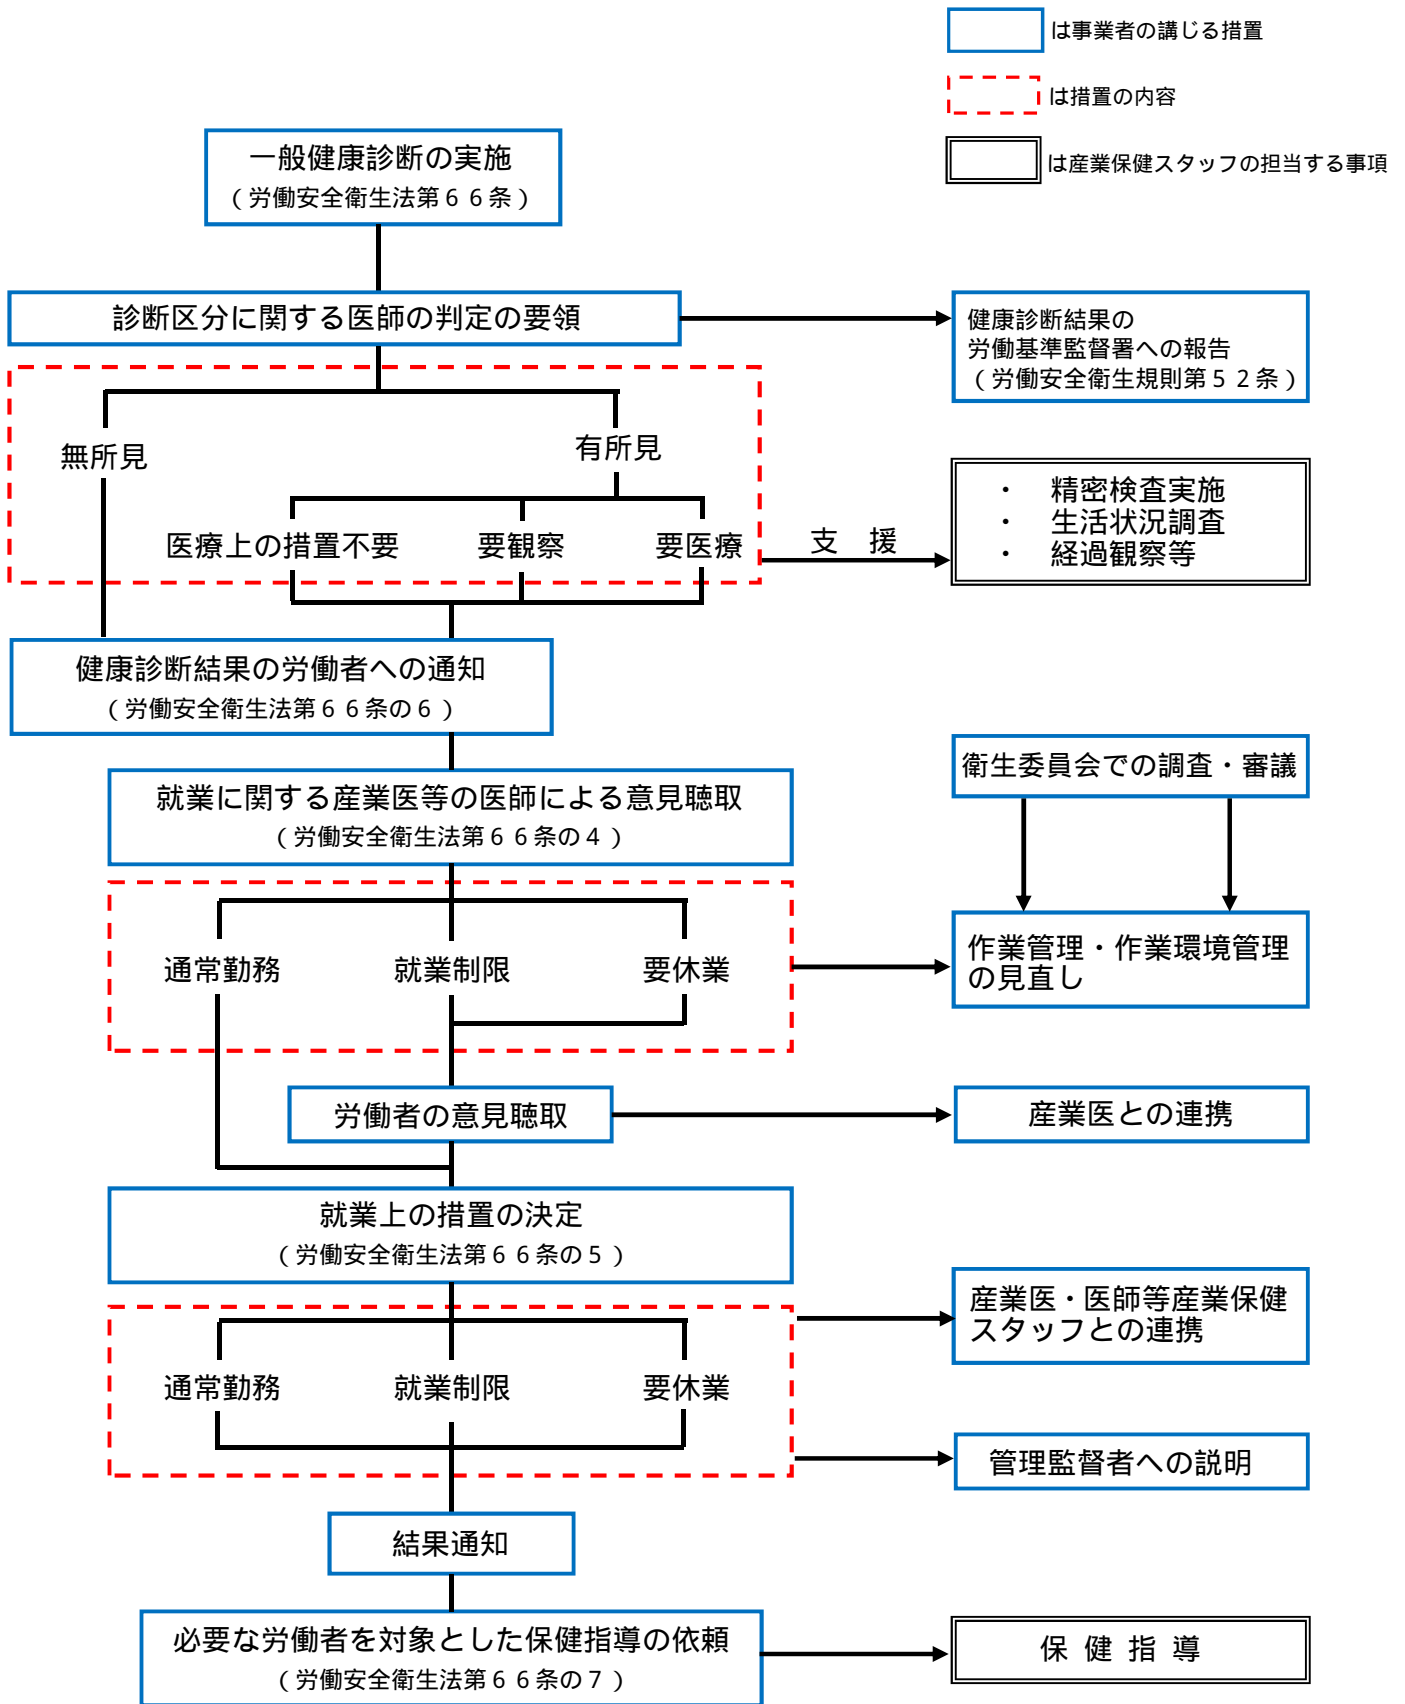 は事業者の講じる措置
は措置の内容
は産業保健スタッフの担当する事項
一般健康診断の実施
（労働安全衛生法第６６条）
診断区分に関する医師の判定の要領
健康診断結果の
労働基準監督署への報告
（労働安全衛生規則第５２条）
無所見
有所見
医療上の措置不要
要観察
要医療
支　援
・　精密検査実施
・　生活状況調査
・　経過観察等
健康診断結果の労働者への通知
（労働安全衛生法第６６条の６）
就業に関する産業医等の医師による意見聴取
（労働安全衛生法第６６条の４）
衛生委員会での調査・審議
通常勤務
就業制限
要休業
作業管理・作業環境管理
の見直し
労働者の意見聴取
産業医との連携
就業上の措置の決定
（労働安全衛生法第６６条の５）
産業医・医師等産業保健
スタッフとの連携
通常勤務
就業制限
要休業
管理監督者への説明
結果通知
必要な労働者を対象とした保健指導の依頼
（労働安全衛生法第６６条の７）
保 健 指 導